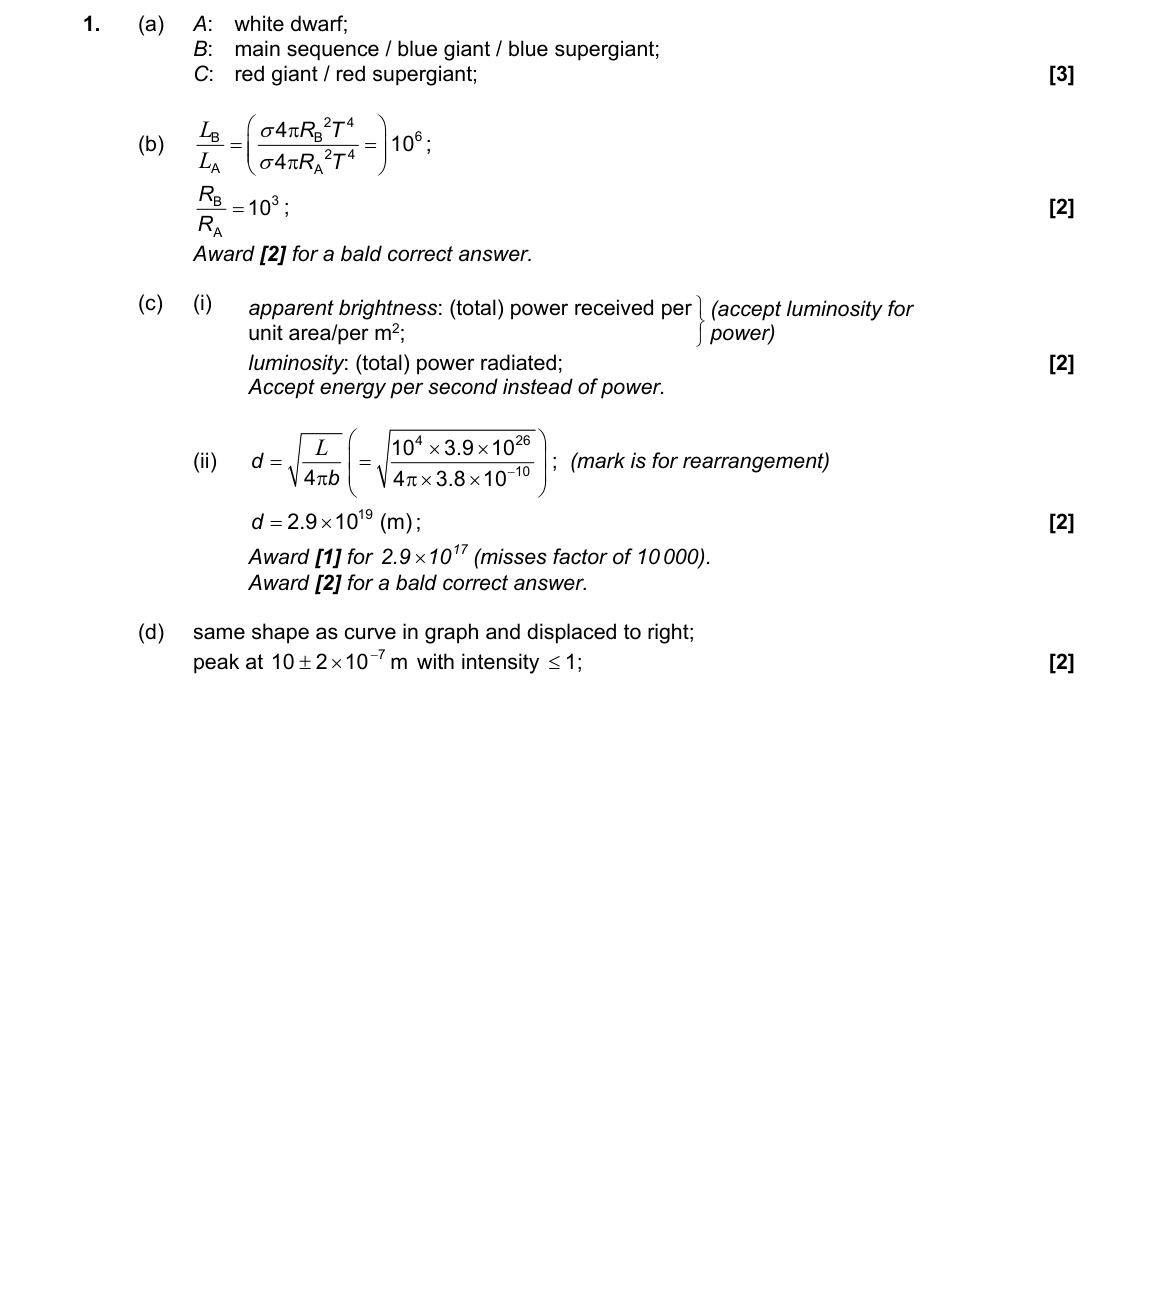 1. (a) A: white dwarf;
B: main sequence / blue giant / blue supergiant;
C: red giant / red supergiant; [3]
(b) L_B/L_A = (σ4πR_B²T⁴/σ4πR_A²T⁴ =) 10⁶;
R_B/R_A = 10³; [2]
Award [2] for a bald correct answer.
(c) (i) apparent brightness: (total) power received per } (accept luminosity for
unit area/per m²; power)
luminosity: (total) power radiated; [2]
Accept energy per second instead of power.
(ii) d = √(L/4πb) (= √(10⁴ × 3.9 × 10²⁶/4π × 3.8 × 10⁻¹⁰)); (mark is for rearrangement)
d = 2.9 × 10¹⁹ (m); [2]
Award [1] for 2.9 × 10¹⁷ (misses factor of 10 000).
Award [2] for a bald correct answer.
(d) same shape as curve in graph and displaced to right;
peak at 10 ± 2 × 10⁻⁷ m with intensity ≤ 1; [2]